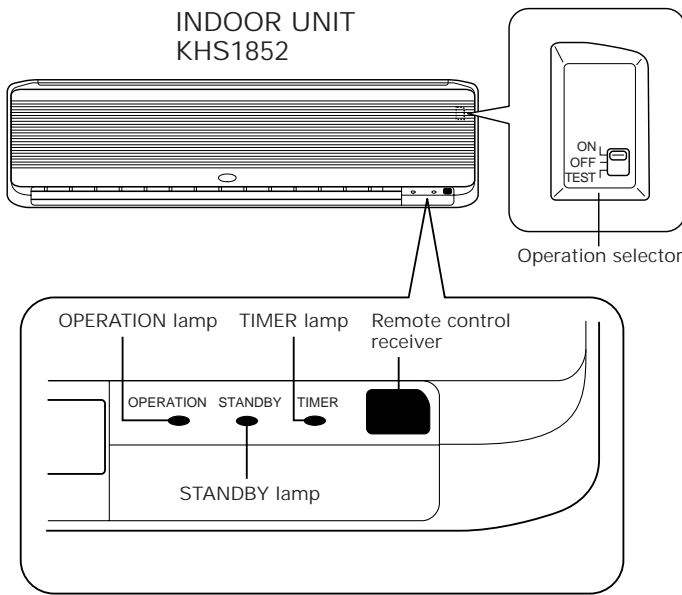 INDOOR UNIT
KHS1852
ON
OFF
TEST
Operation selector
OPERATION lamp TIMER lamp Remote control
receiver
OPERATION STANDBY TIMER
STANDBY lamp